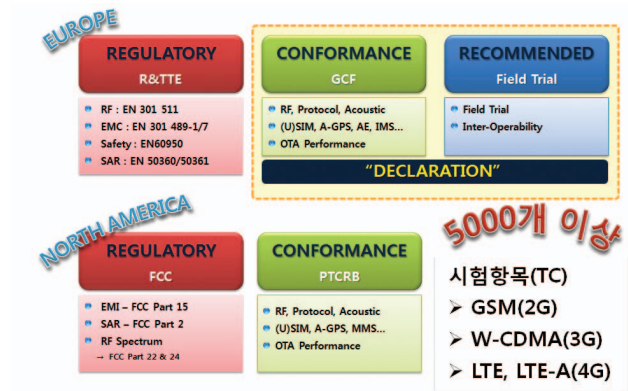 EUROPE
REGULATORY
R&TTE
RF : EN 301 511
EMC : EN 301 489-1/7
Safety : EN60950
SAR : EN 50360/50361
CONFORMANCE
GCF
RF, Protocol, Acoustic
(U)SIM, A-GPS, AE, IMS...
OTA Performance
RECOMMENDED
Field Trial
Field Trial
Inter-Operability
“DECLARATION”
NORTH AMERICA
REGULATORY
FCC
EMI – FCC Part 15
SAR – FCC Part 2
RF Spectrum
→ FCC Part 22 & 24
CONFORMANCE
PTCRB
RF, Protocol, Acoustic
(U)SIM, A-GPS, MMS...
OTA Performance
5000개 이상
시험항목(TC)
➢ GSM(2G)
➢ W-CDMA(3G)
➢ LTE, LTE-A(4G)